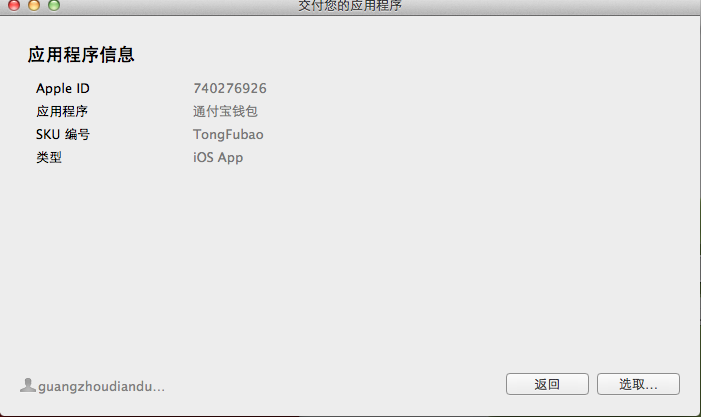 交付您的应用程序
应用程序信息
Apple ID 740276926
应用程序 通付宝钱包
SKU 编号 TongFubao
类型 iOS App
guangzhoudiandu...
返回 选取...